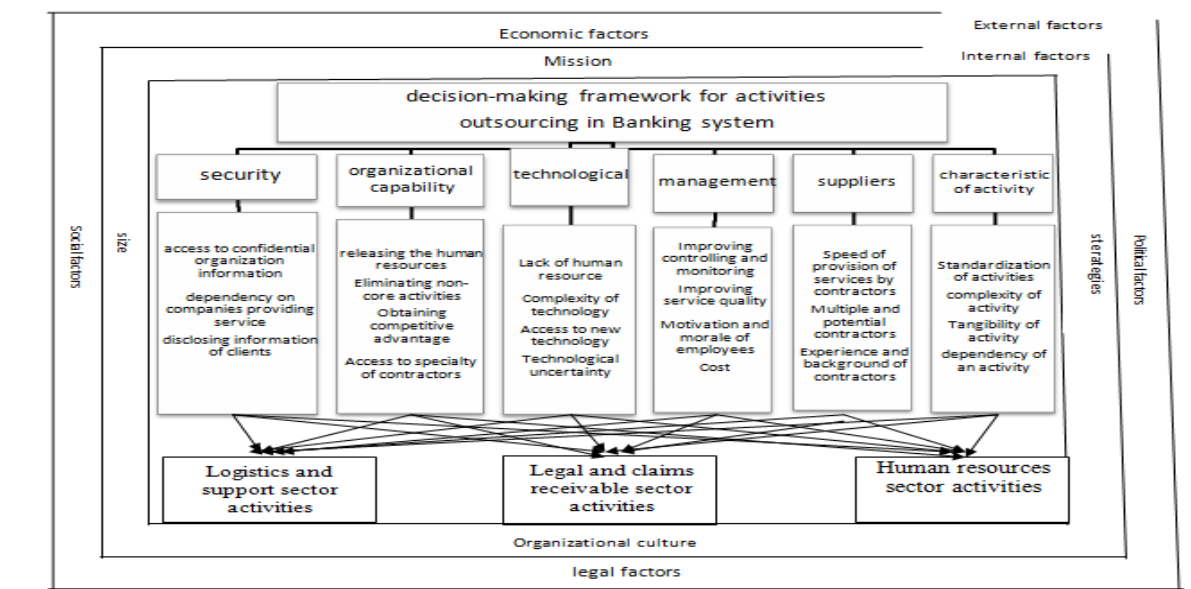 External factors
Economic factors
Internal factors
Mission
decision-making framework for activities
outsourcing in Banking system
security
organizational
capability
technological
management
suppliers
characteristic
of activity
Social factors
size
access to confidential
organization
information
dependency on
companies providing
service
disclosing information
of clients
releasing the human
resources
Eliminating non-
core activities
Obtaining
competitive
advantage
Access to specialty
of contractors
Lack of human
resource
Complexity of
technology
Access to new
technology
Technological
uncertainty
Improving
controlling and
monitoring
Improving
service quality
Motivation and
morale of
employees
Cost
Speed of
provision of
services by
contractors
Multiple and
potential
contractors
Experience and
background of
contractors
Standardization
of activities
complexity of
activity
Tangibility of
activity
dependency of
an activity
strategies
Political factors
Logistics and
support sector
activities
Legal and claims
receivable sector
activities
Human resources
sector activities
Organizational culture
legal factors